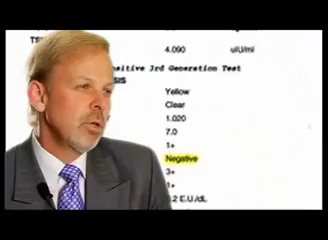 4.090 uIU/ml
sitive 3rd Generation Test
SIS
Yellow
Clear
1.020
7.0
1+
Negative
3+
1+
.2 E.U./dL